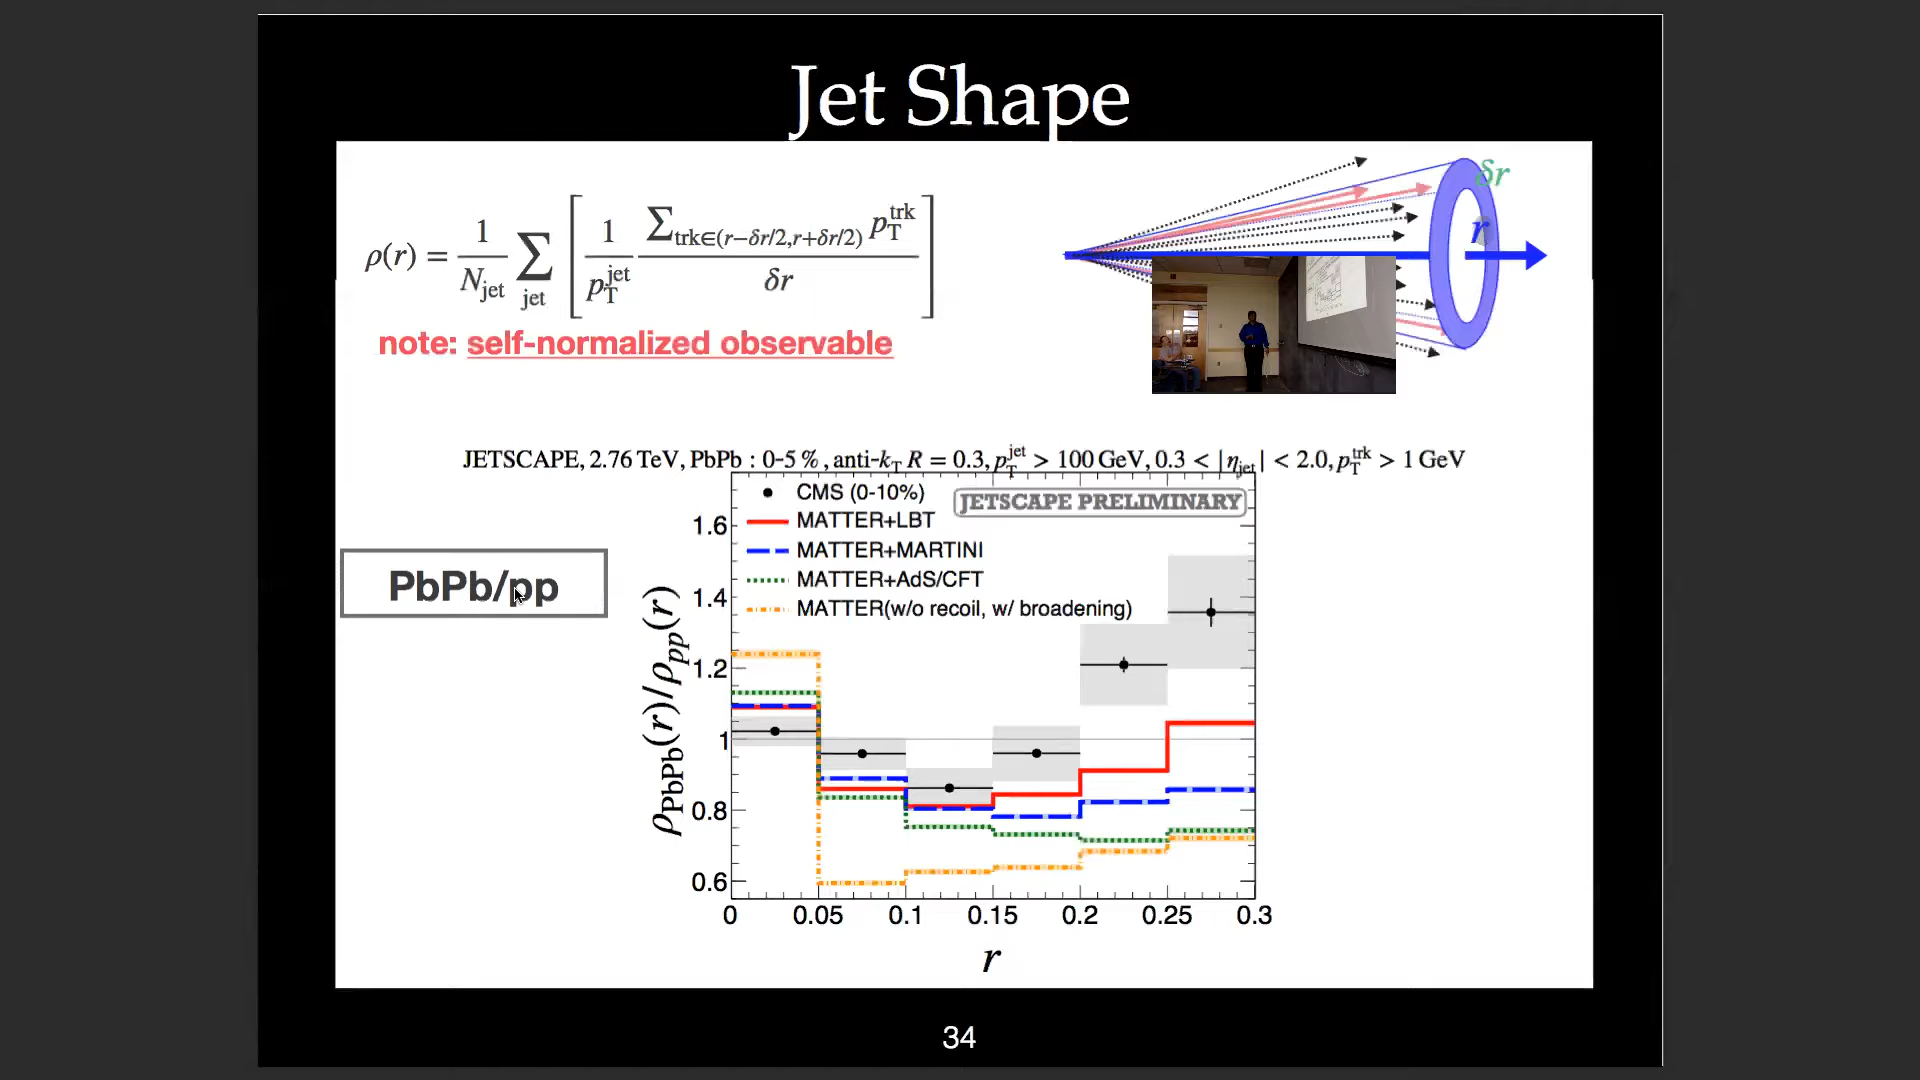 Jet Shape
ρ(r) = 1/N_jet ∑_jet [ 1/p_T^jet ∑_trk∈(r−δr/2,r+δr/2) p_T^trk / δr ]
δr
r
note: self-normalized observable
JETSCAPE, 2.76 TeV, PbPb : 0-5 %, anti-k_T R = 0.3, p_T^jet > 100 GeV, 0.3 < |η_jet| < 2.0, p_T^trk > 1 GeV
CMS (0-10%)
JETSCAPE PRELIMINARY
MATTER+LBT
MATTER+MARTINI
MATTER+AdS/CFT
MATTER(w/o recoil, w/ broadening)
PbPb/pp
ρ_PbPb(r)/ρ_pp(r)
1.6
1.4
1.2
1
0.8
0.6
0 0.05 0.1 0.15 0.2 0.25 0.3
r
34